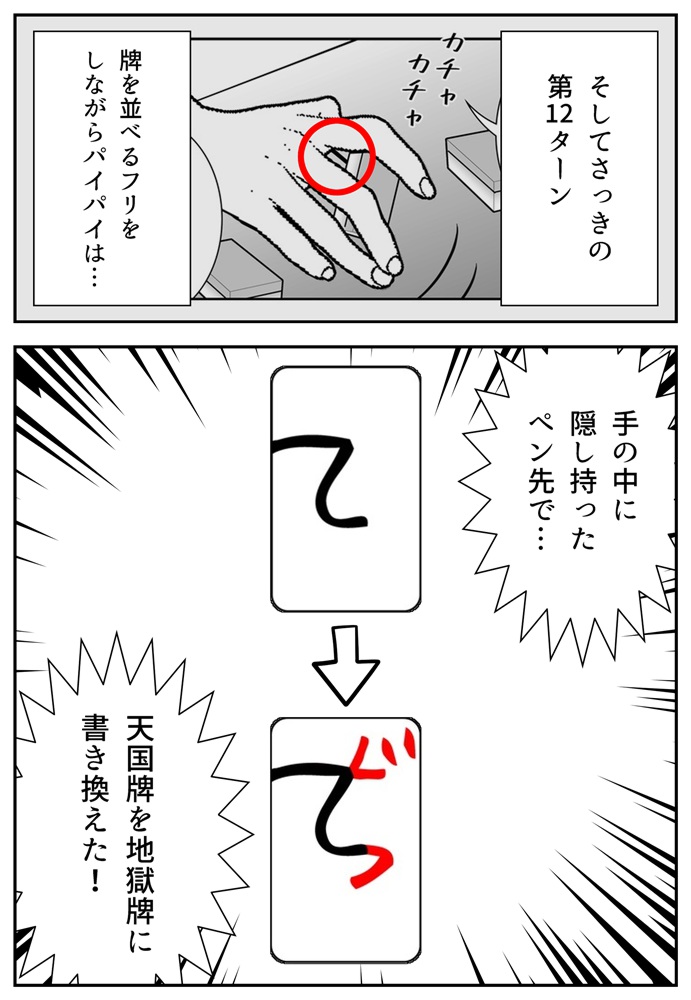 そしてさっきの
第12ターン
カチャ
カチャ
牌を並べるフリを
しながらパイパイは…
手の中に
隠し持った
ペン先で…
て
天国牌を地獄牌に
書き換えた！